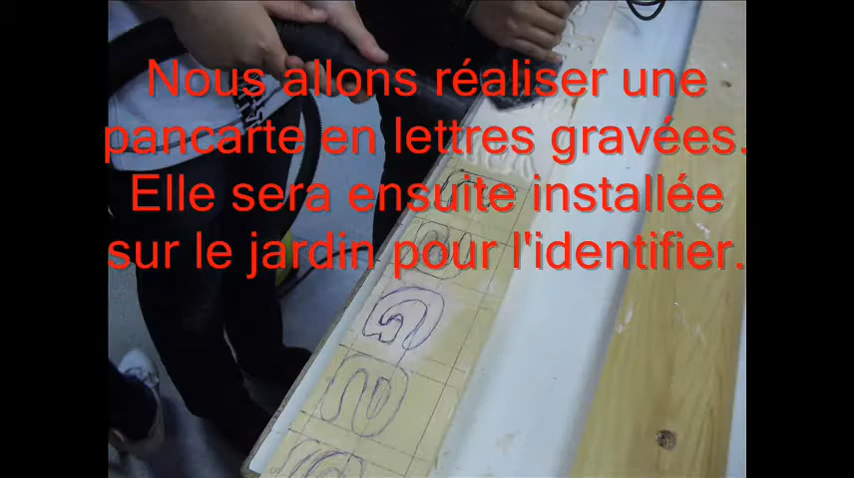 Nous allons réaliser une
pancarte en lettres gravées.
Elle sera ensuite installée
sur le jardin pour l'identifier.